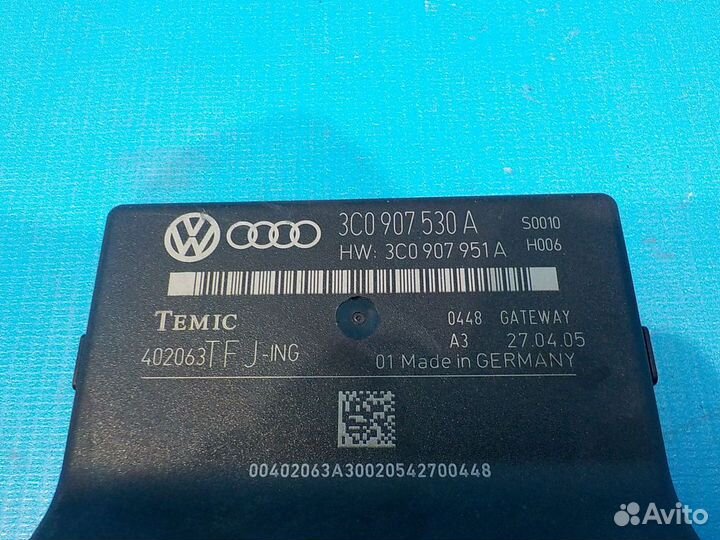 3C0 907 530 A S0010
HW: 3C0 907 951 A H006
TEMIC 0448 GATEWAY
A3 27.04.05
402063TFJ-ING 01 Made in GERMANY
00402063A30020542700448
Avito